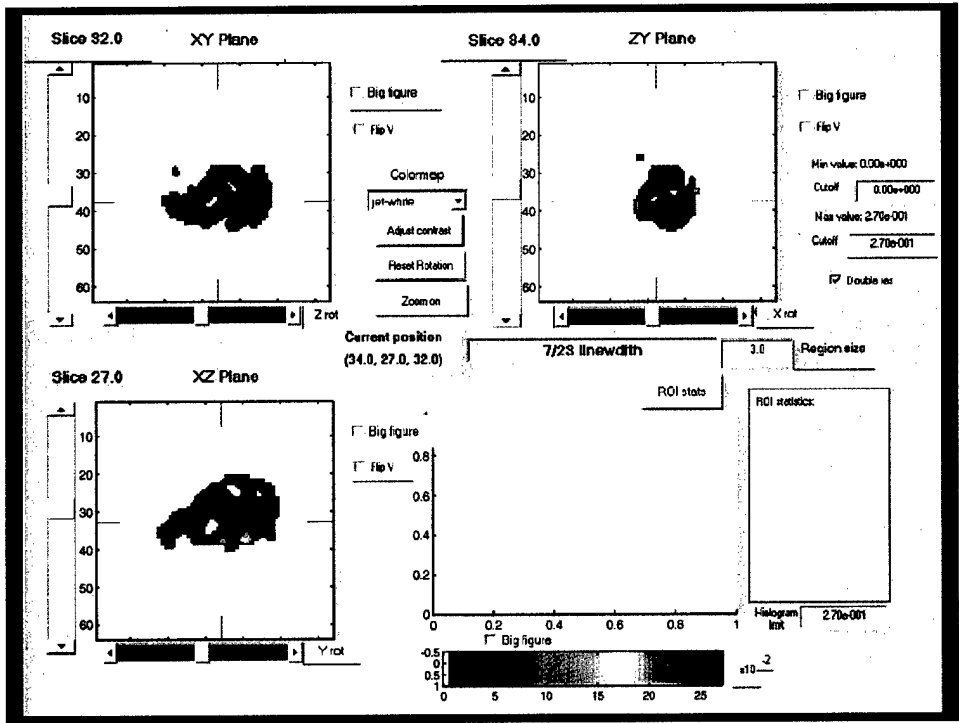 Slice 32.0 XY Plane
Slice 84.0 ZY Plane
10
20
30
40
50
60
Big figure
Flip V
Colormap
jet-white
Adjust contrast
Reset Rotation
Zoom on
Z rot
10
20
30
40
50
60
Big figure
Flip V
Min value: 0.00e+000
Cutoff 0.00e+000
Max value: 2.70e-001
Cutoff 2.70e-001
Double res
X rot
Current position
(34.0, 27.0, 32.0)
7/23 linewdith
3.0 Region size
Slice 27.0 XZ Plane
ROI stats
ROI statistics:
10
20
30
40
50
60
Big figure
Flip V
Y rot
0.8
0.6
0.4
0.2
0
0 0.2 0.4 0.6 0.8 1
Big figure
Histogram
limit
2.70e-001
-0.5
0
0.5
1
0 5 10 15 20 25
x10 -2